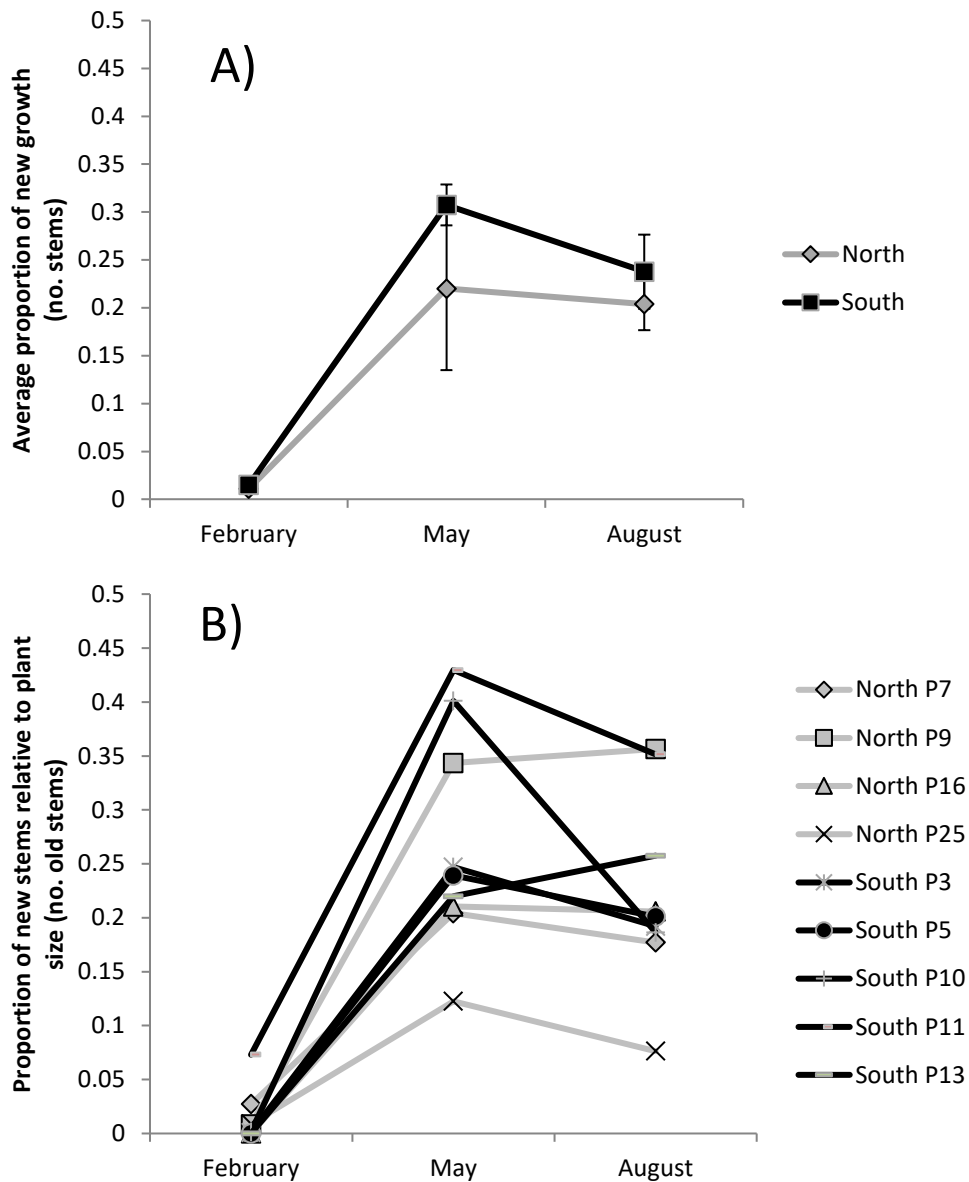 A)
Average proportion of new growth
(no. stems)
0.5
0.45
0.4
0.35
0.3
0.25
0.2
0.15
0.1
0.05
0
February
May
August
North
South
B)
Proportion of new stems relative to plant
size (no. old stems)
0.5
0.45
0.4
0.35
0.3
0.25
0.2
0.15
0.1
0.05
0
February
May
August
North P7
North P9
North P16
North P25
South P3
South P5
South P10
South P11
South P13